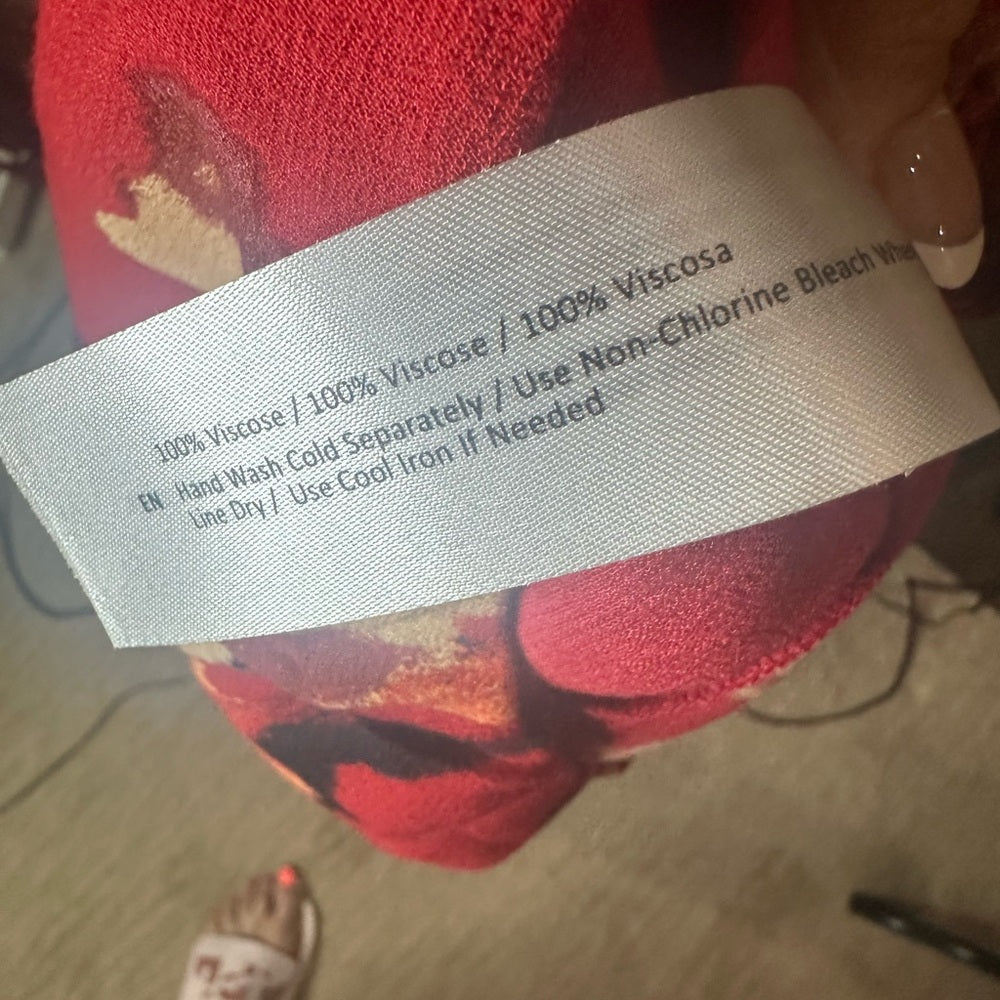 100% Viscose / 100% Viscose / 100% Viscosa
EN Hand Wash Cold Separately / Use Non-Chlorine Bleach
Line Dry / Use Cool Iron If Needed